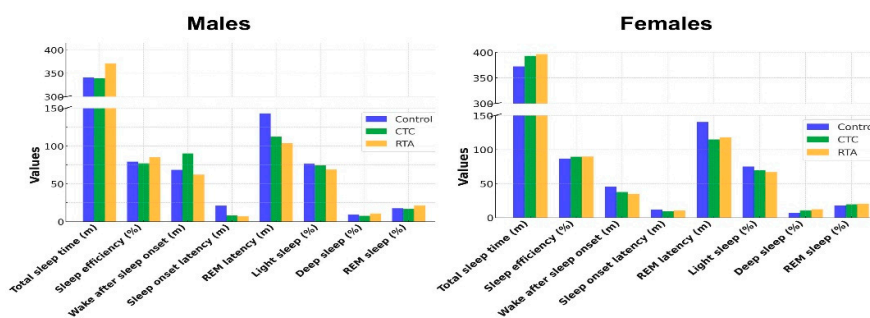 Males
400
350
300
150
100
50
0
Values
Control
CTC
RTA
Total sleep time (m)
Sleep efficiency (%)
Wake after sleep onset (m)
Sleep onset latency (m)
REM latency (m)
Light sleep (%)
Deep sleep (%)
REM sleep (%)
Females
400
350
300
150
100
50
0
Values
Control
CTC
RTA
Total sleep time (m)
Sleep efficiency (%)
Wake after sleep onset (m)
Sleep onset latency (m)
REM latency (m)
Light sleep (%)
Deep sleep (%)
REM sleep (%)